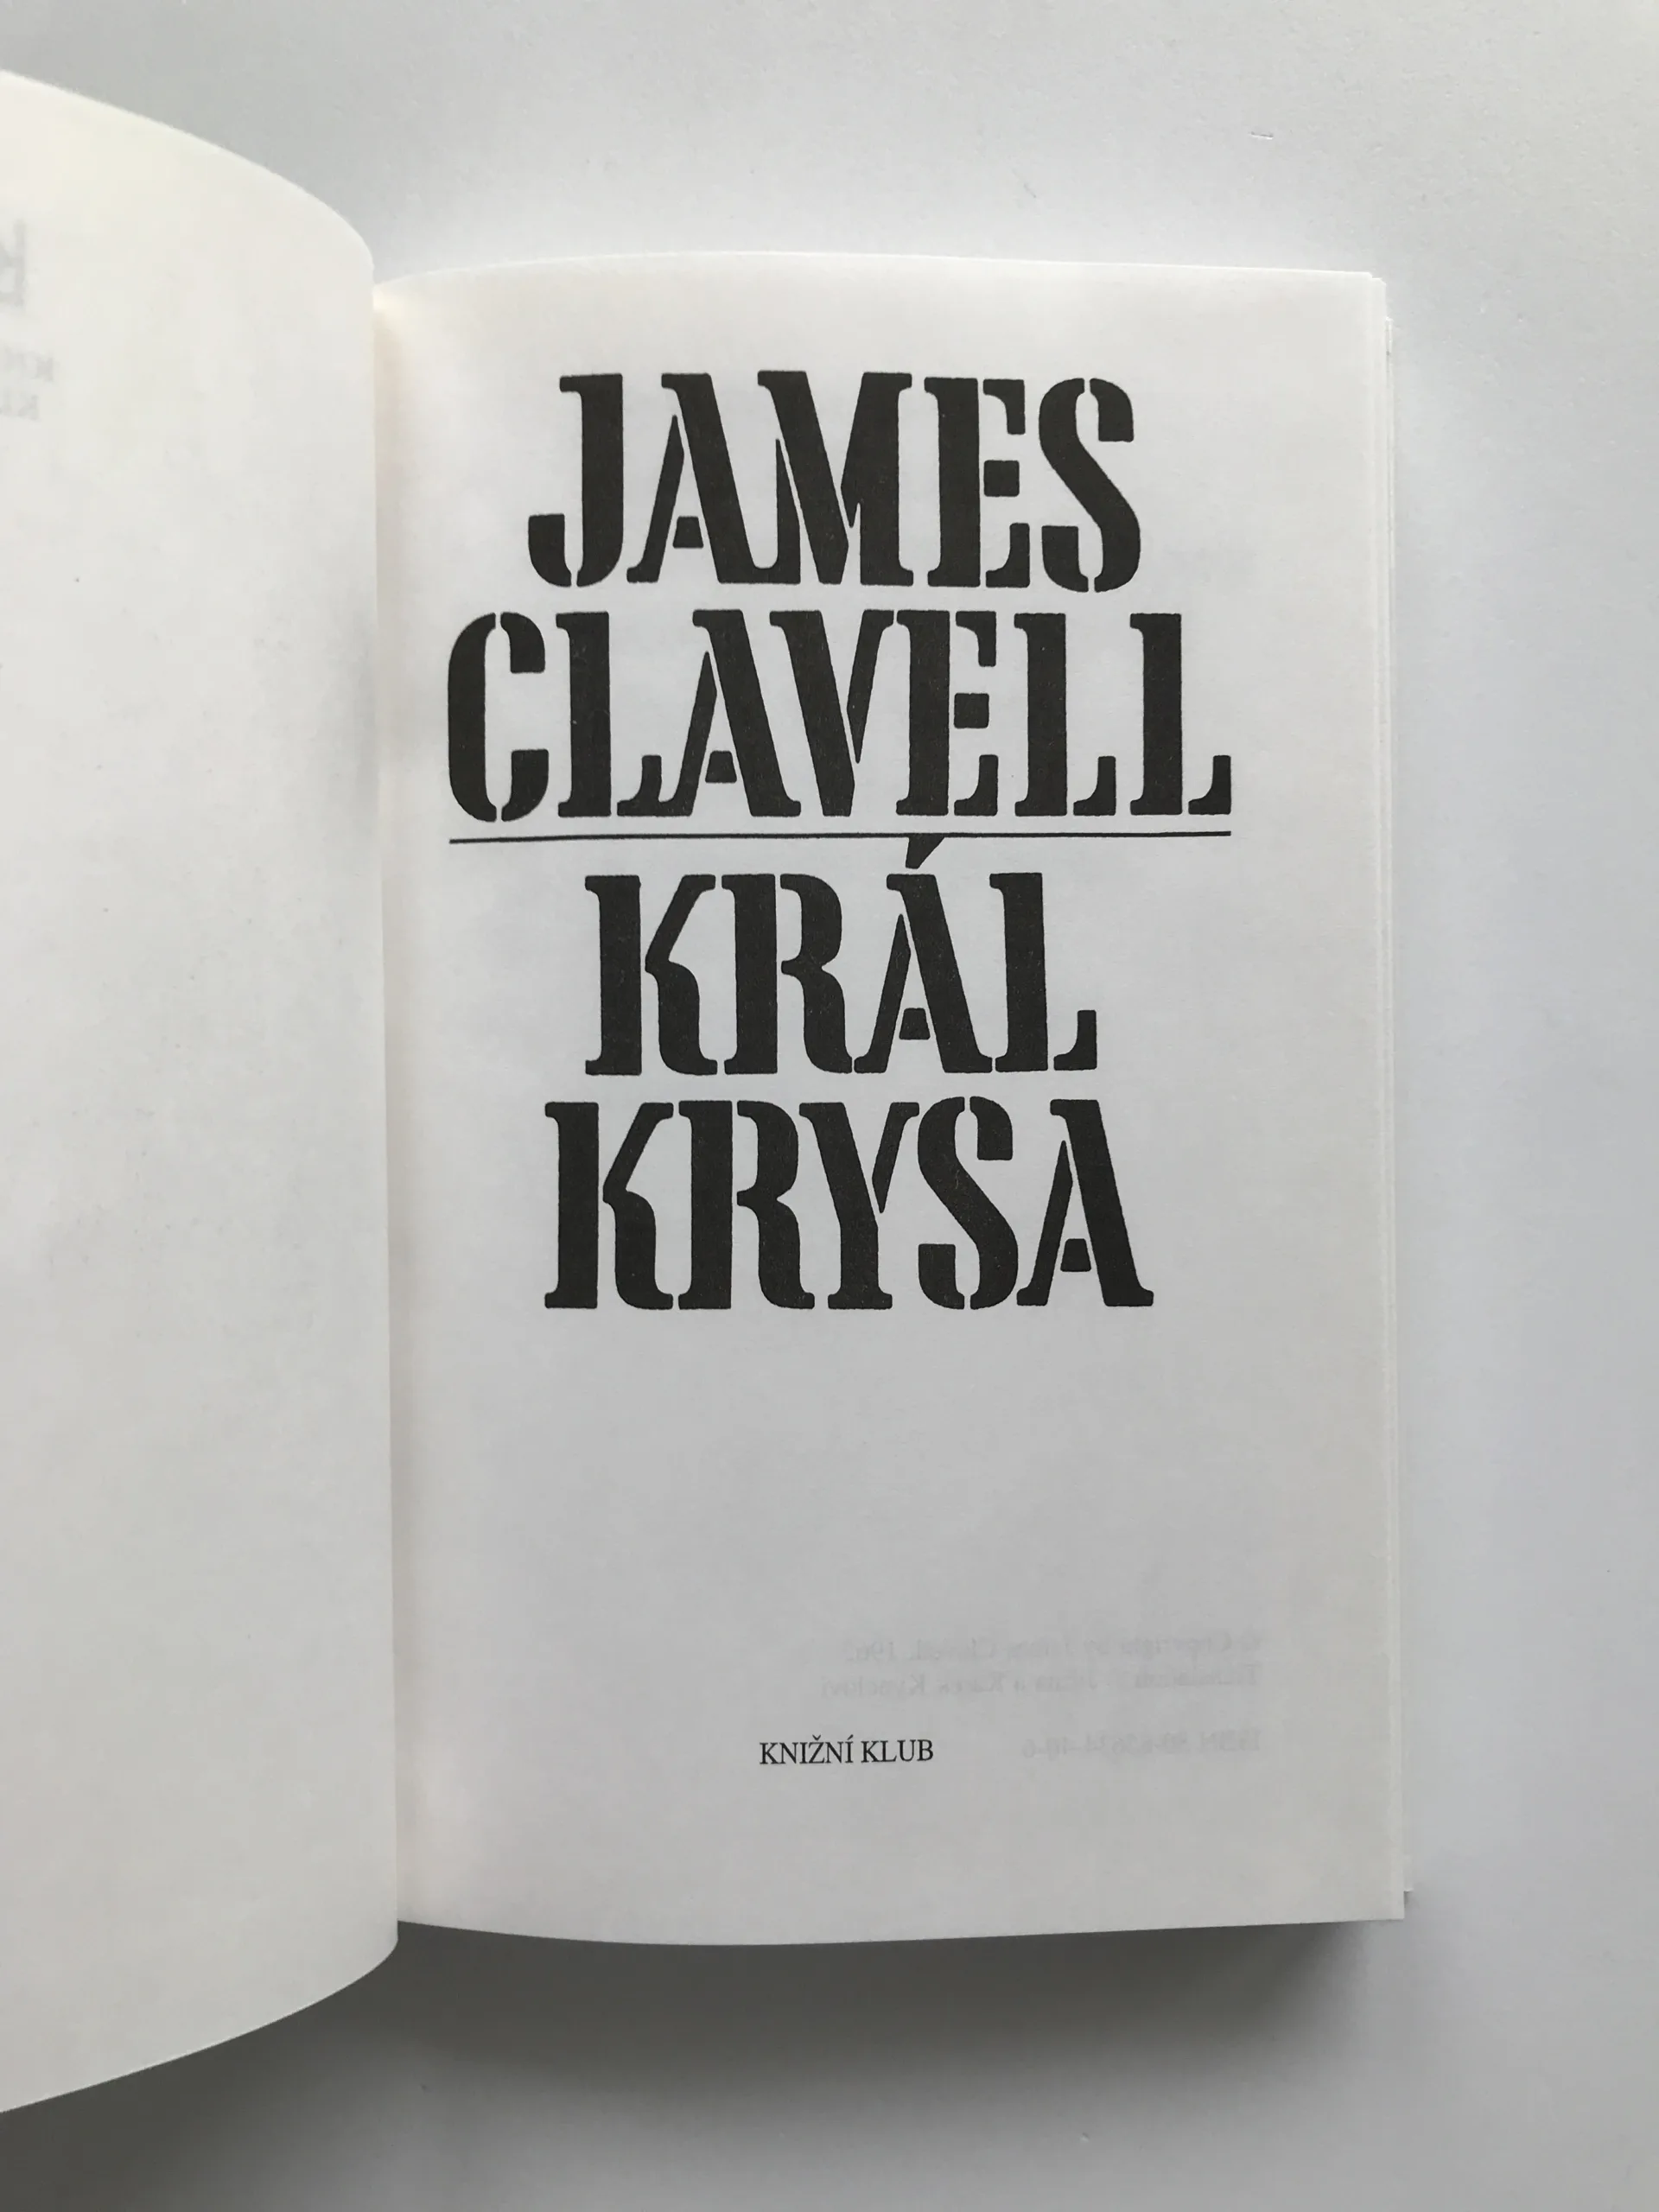 JAMES
CLAVELL
KRÁL
KRYSA
KNIŽNÍ KLUB